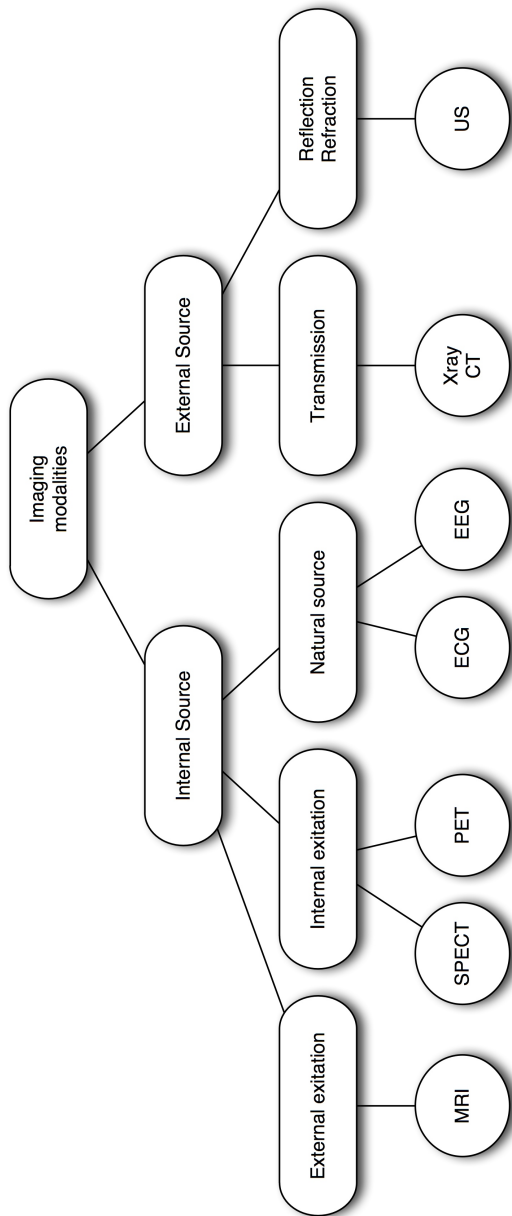 Imaging
modalities
Internal Source
External Source
External exitation
Internal exitation
Natural source
Transmission
Reflection
Refraction
MRI
SPECT
PET
ECG
EEG
Xray
CT
US